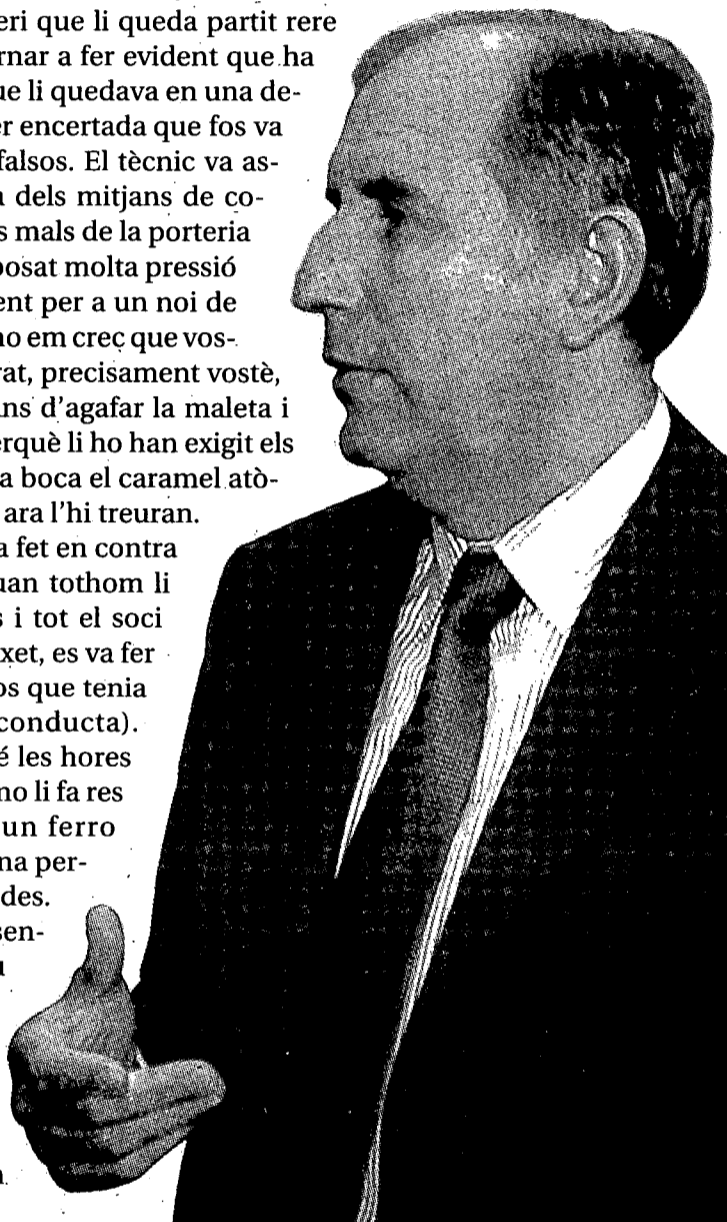 eri que li queda partit rere
rnar a fer evident que ha
ue li quedava en una de-
er encertada que fos va
falsos. El tècnic va as-
a dels mitjans de co-
s mals de la porteria
posat molta pressió
ent per a un noi de
no em creç que vos-
rat, precisament vostè,
ns d'agafar la maleta i
erquè li ho han exigit els
a boca el caramel atò-
ara l'hi treuran.
a fet en contra
uan tothom li
s i tot el soci
xet, es va fer
os que tenia
conducta).
é les hores
no li fa res
un ferro
na per-
des.
sen-